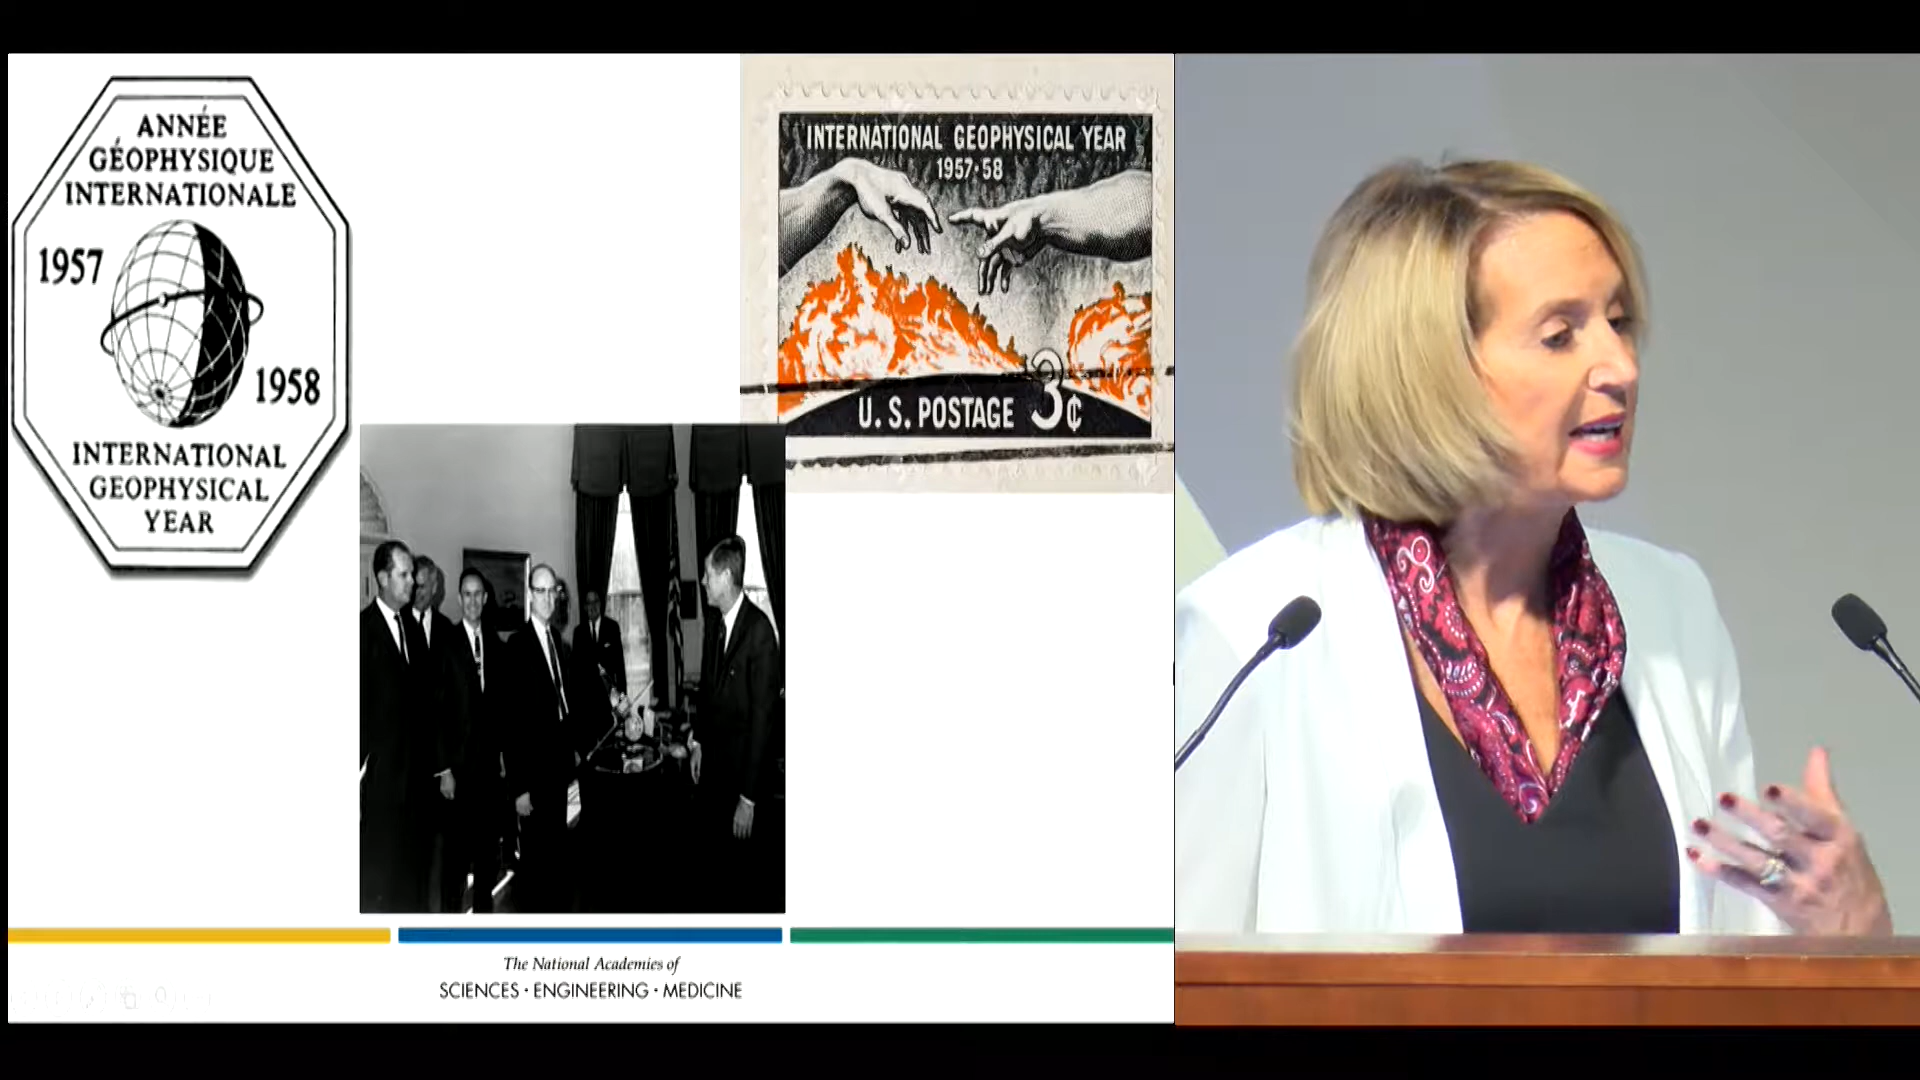 ANNÉE
GÉOPHYSIQUE
INTERNATIONALE
1957
1958
INTERNATIONAL
GEOPHYSICAL
YEAR
INTERNATIONAL GEOPHYSICAL YEAR
1957·58
U. S. POSTAGE 3¢
The National Academies of
SCIENCES · ENGINEERING · MEDICINE